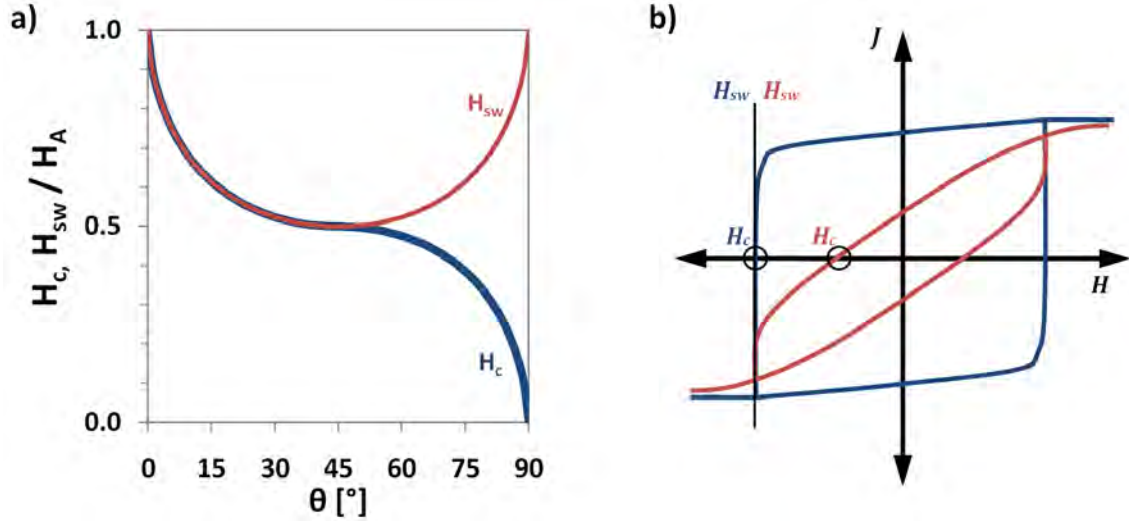 a)
H_c, H_sw / H_A
1.0
0.5
0.0
H_sw
H_c
0 15 30 45 60 75 90
θ [°]
b)
J
H_sw H_sw
H_c H_c
H